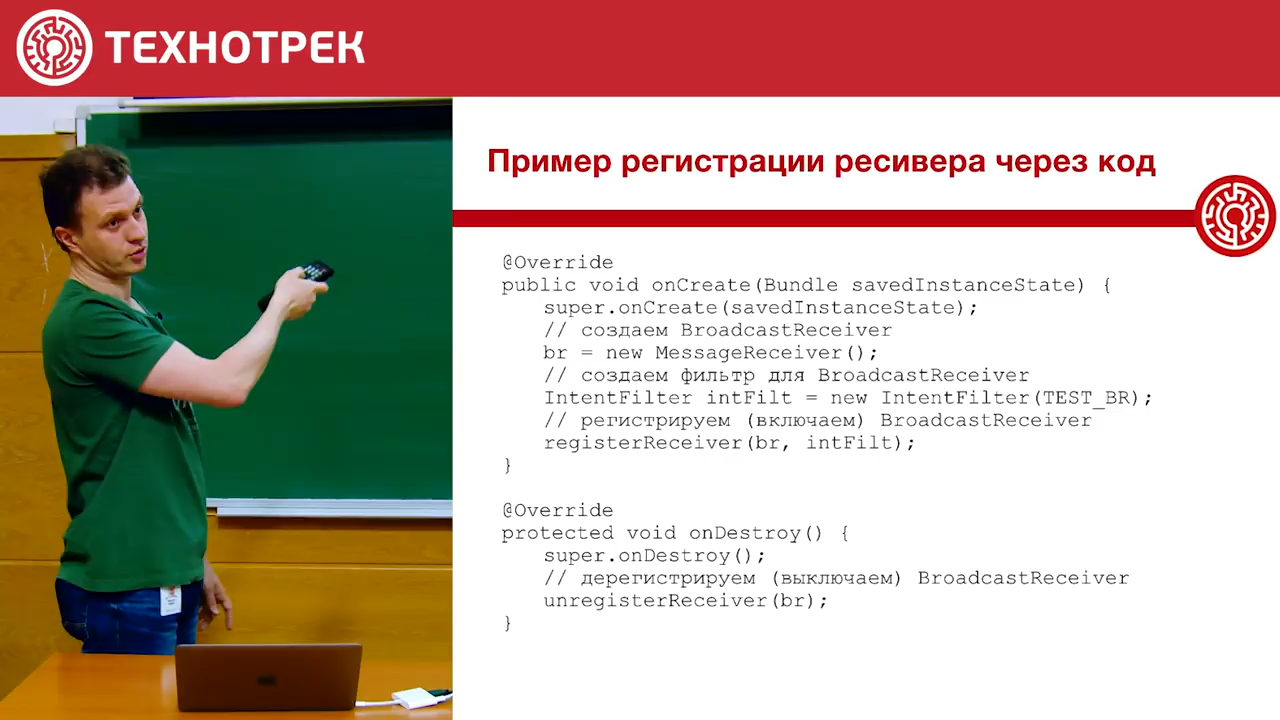 ТЕХНОТРЕК
Пример регистрации ресивера через код
@Override
public void onCreate(Bundle savedInstanceState) {
super.onCreate(savedInstanceState);
// создаем BroadcastReceiver
br = new MessageReceiver();
// создаем фильтр для BroadcastReceiver
IntentFilter intFilt = new IntentFilter(TEST_BR);
// регистрируем (включаем) BroadcastReceiver
registerReceiver(br, intFilt);
}
@Override
protected void onDestroy() {
super.onDestroy();
// дерегистрируем (выключаем) BroadcastReceiver
unregisterReceiver(br);
}